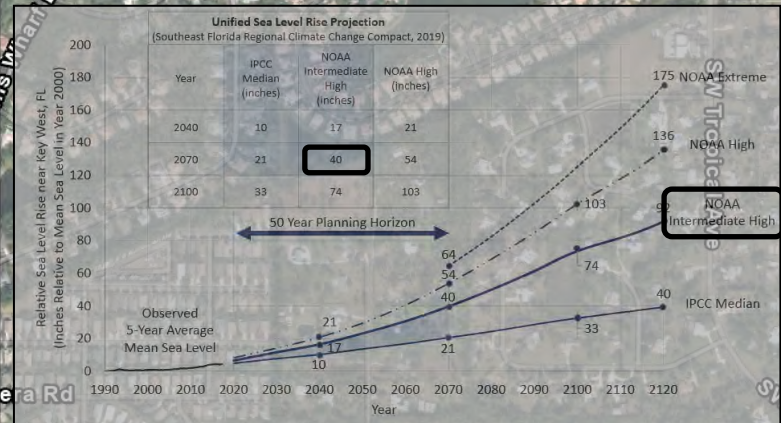 Unified Sea Level Rise Projection
(Southeast Florida Regional Climate Change Compact, 2019)
Year
IPCC
Median
(inches)
NOAA
Intermediate
High
(inches)
NOAA High
(Inches)
2040 10 17 21
2070 21 40 54
2100 33 74 103
50 Year Planning Horizon
Relative Sea Level Rise near Key West, FL
(Inches Relative to Mean Sea Level in Year 2000)
200
180
160
140
120
100
80
60
40
20
0
Observed
5-Year Average
Mean Sea Level
175 NOAA Extreme
136
NOAA High
103
92
NOAA
Intermediate High
64
54
40
74
40
IPCC Median
21
17
10
21
33
1990 2000 2010 2020 2030 2040 2050 2060 2070 2080 2090 2100 2110 2120
Year
SW Tropica Ave
era Rd